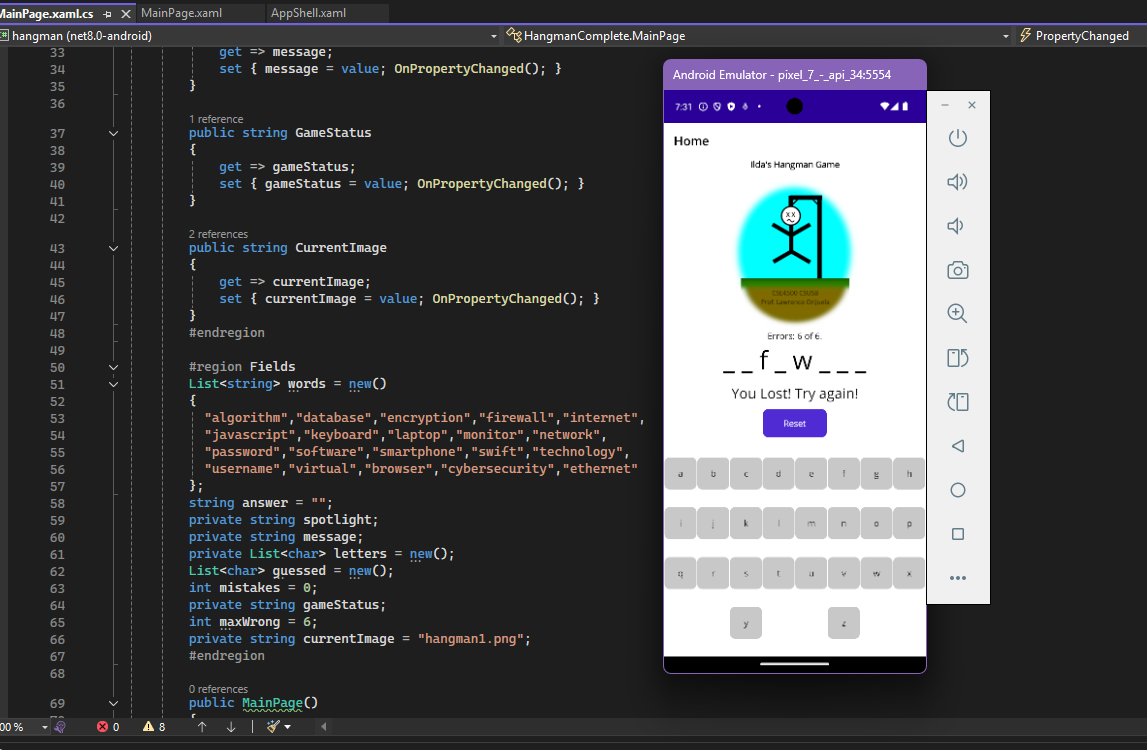 MainPage.xaml.cs
MainPage.xaml
AppShell.xaml
hangman (net8.0-android)
HangmanComplete.MainPage
PropertyChanged
33 get => message;
34 set { message = value; OnPropertyChanged(); }
35 }
36
1 reference
37 public string GameStatus
38 {
39 get => gameStatus;
40 set { gameStatus = value; OnPropertyChanged(); }
41 }
42
2 references
43 public string CurrentImage
44 {
45 get => currentImage;
46 set { currentImage = value; OnPropertyChanged(); }
47 }
48 #endregion
49
50 #region Fields
51 List<string> words = new()
52 {
53 "algorithm","database","encryption","firewall","internet",
54 "javascript","keyboard","laptop","monitor","network",
55 "password","software","smartphone","swift","technology",
56 "username","virtual","browser","cybersecurity","ethernet"
57 };
58 string answer = "";
59 private string spotlight;
60 private string message;
61 private List<char> letters = new();
62 List<char> guessed = new();
63 int mistakes = 0;
64 private string gameStatus;
65 int maxWrong = 6;
66 private string currentImage = "hangman1.png";
67 #endregion
68
0 references
69 public MainPage()
{
00 %
0
8
Android Emulator - pixel_7_-_api_34:5554
7:31
Home
Ilda's Hangman Game
CSE4500 CS050
Prof. Lawrence Orijuela
Errors: 6 of 6.
_ _ f _ w _ _ _
You Lost! Try again!
Reset
a b c d e f g h
i j k l m n o p
q r s t u v w x
y z